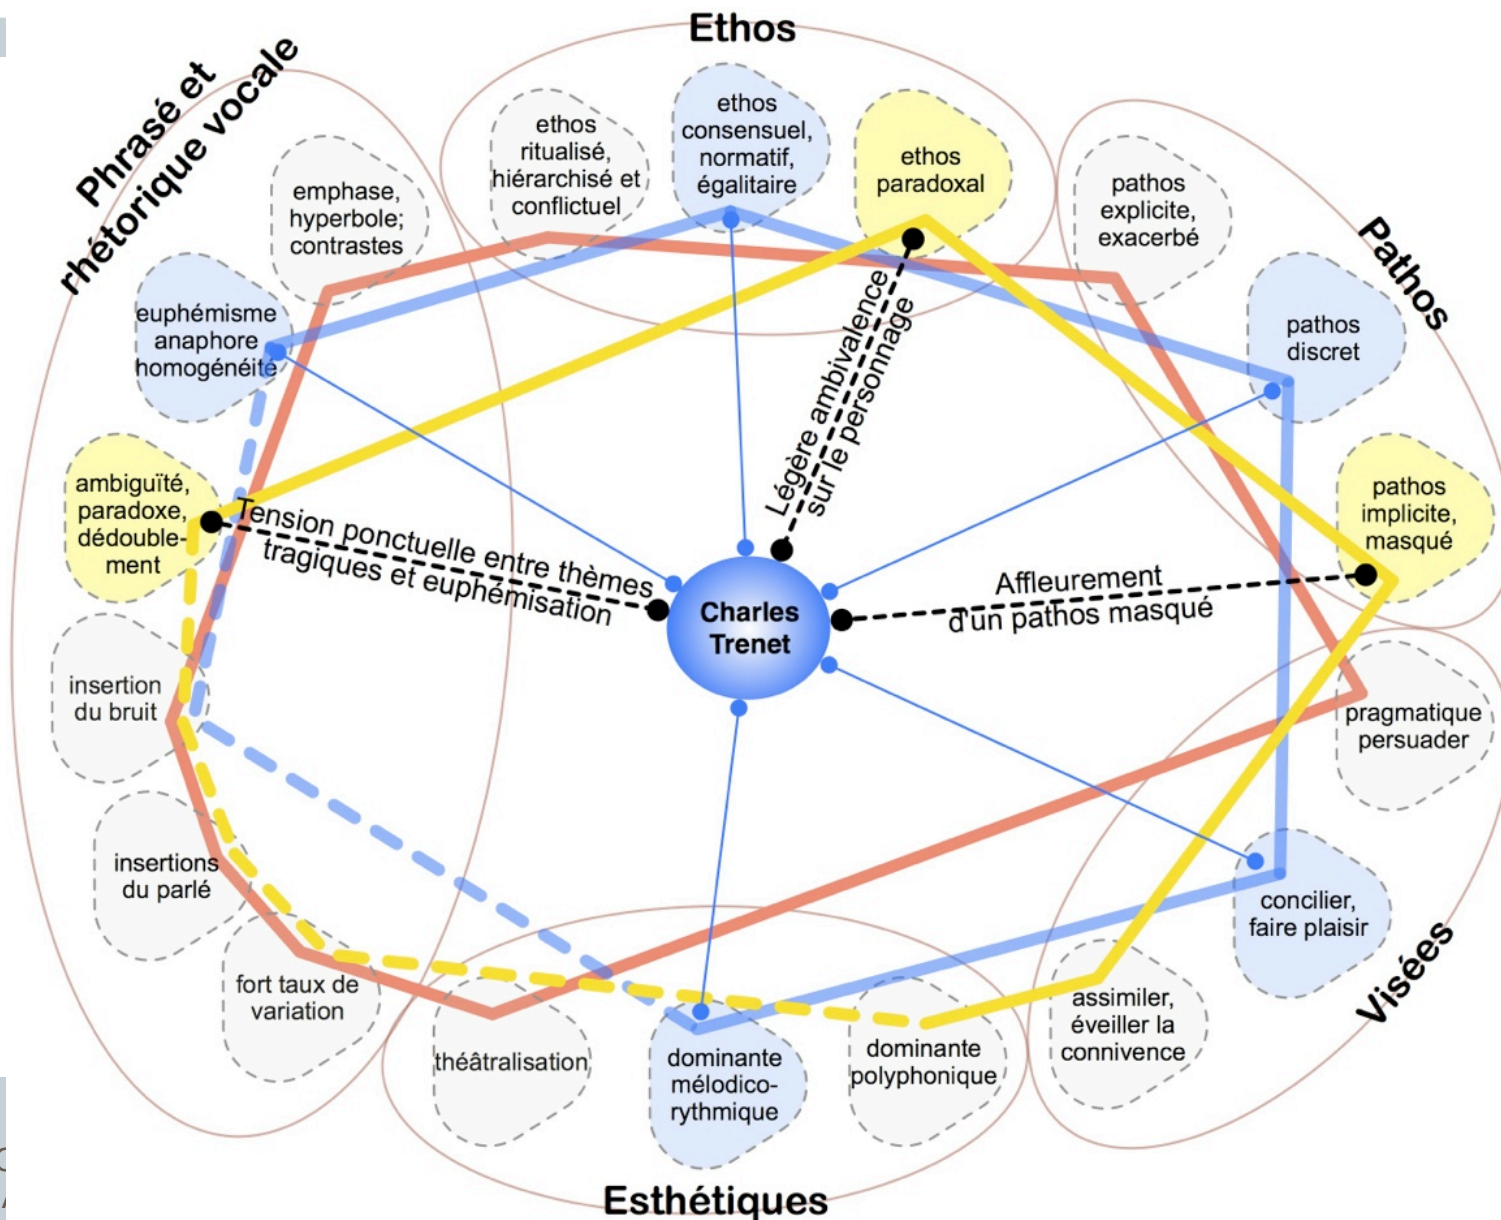 Ethos
Phrasé et
rhétorique vocale
Pathos
Visées
Esthétiques
ethos
ritualisé,
hiérarchisé et
conflictuel
ethos
consensuel,
normatif,
égalitaire
ethos
paradoxal
pathos
explicite,
exacerbé
pathos
discret
pathos
implicite,
masqué
pragmatique
persuader
concilier,
faire plaisir
assimiler,
éveiller la
connivence
dominante
polyphonique
dominante
mélodico-
rythmique
théâtralisation
fort taux de
variation
insertions
du parlé
insertion
du bruit
ambiguïté,
paradoxe,
dédouble-
ment
euphémisme
anaphore
homogénéité
emphase,
hyperbole;
contrastes
Légère ambivalence
sur le personnage
Tension ponctuelle entre thèmes
tragiques et euphémisation
Affleurement
d'un pathos masqué
Charles
Trenet